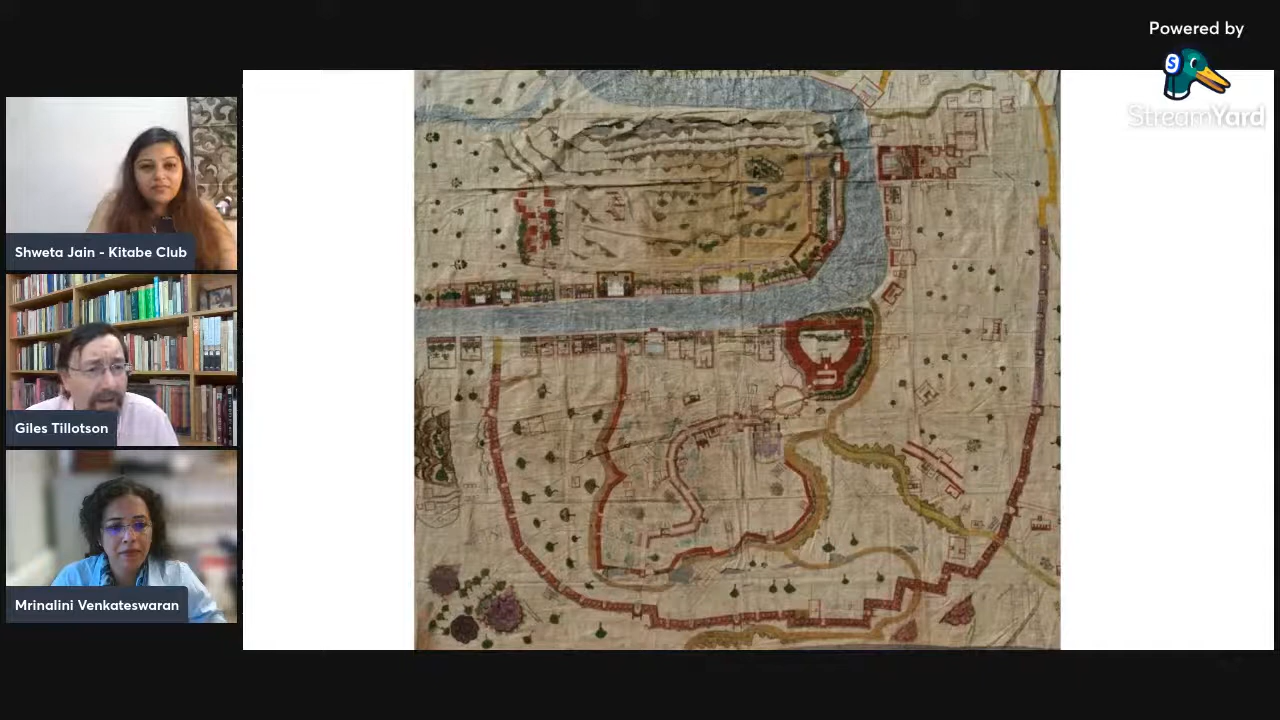 Powered by
S
StreamYard
Shweta Jain - Kitabe Club
Giles Tillotson
Mrinalini Venkateswaran